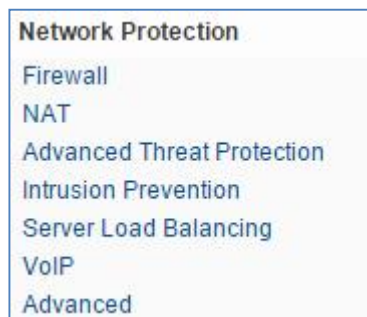 Network Protection
Firewall
NAT
Advanced Threat Protection
Intrusion Prevention
Server Load Balancing
VoIP
Advanced